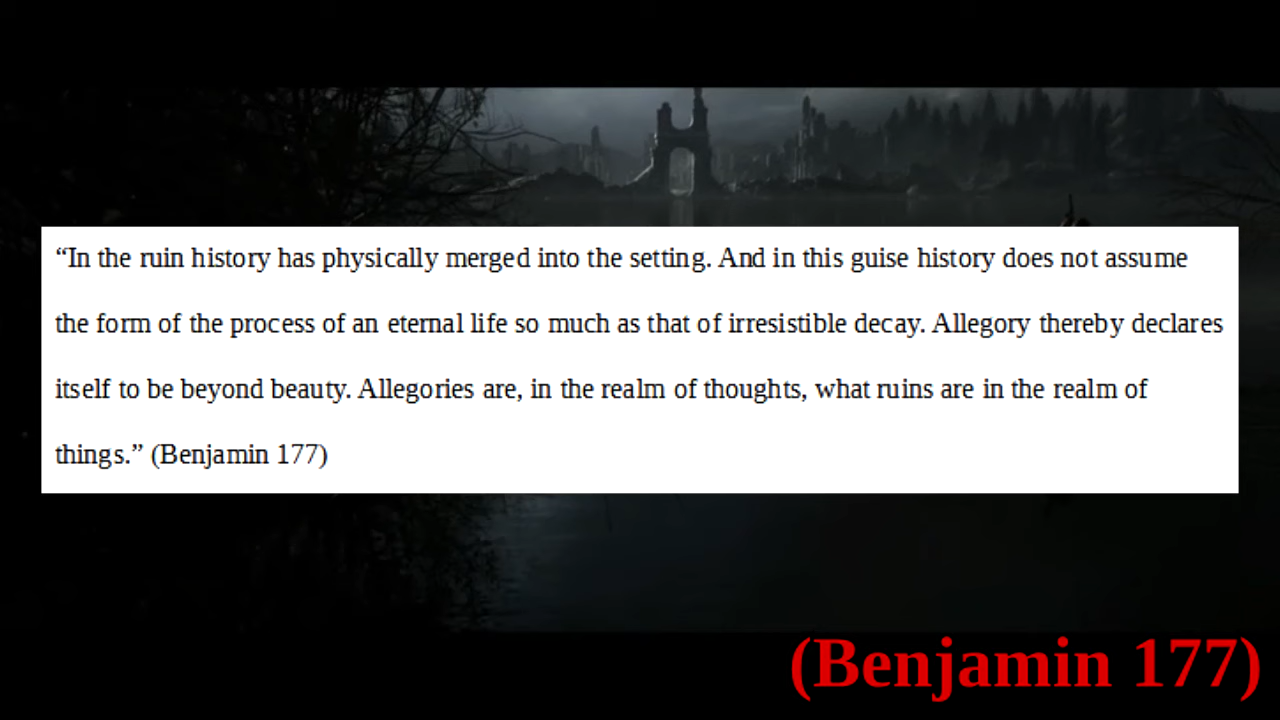 “In the ruin history has physically merged into the setting. And in this guise history does not assume
the form of the process of an eternal life so much as that of irresistible decay. Allegory thereby declares
itself to be beyond beauty. Allegories are, in the realm of thoughts, what ruins are in the realm of
things.” (Benjamin 177)
(Benjamin 177)